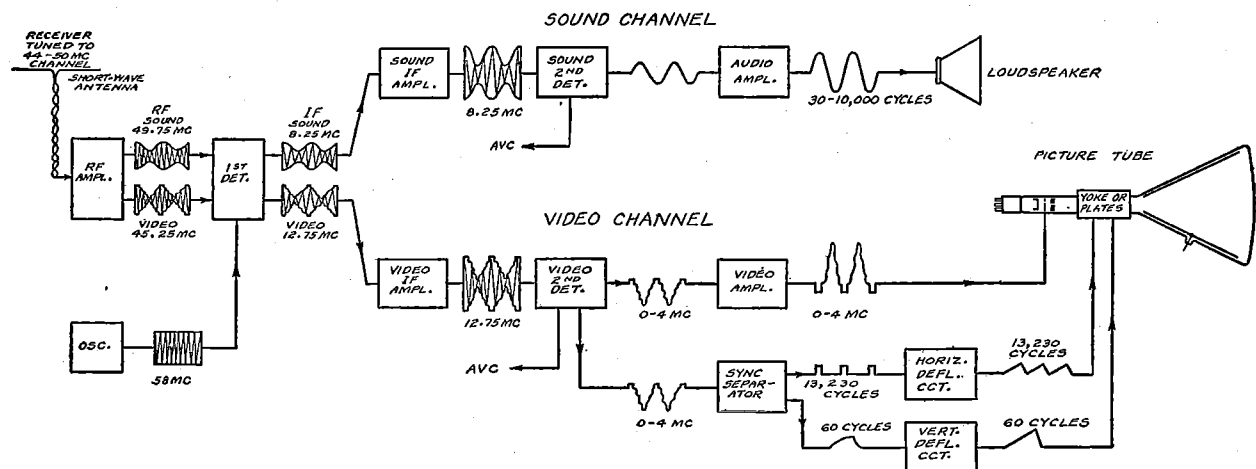 SOUND CHANNEL
RECEIVER
TUNED TO
44-50 MC
CHANNEL
SHORT-WAVE
ANTENNA
RF
SOUND
49.75 MC
IF
SOUND
8.25 MC
SOUND
IF
AMPL.
8.25 MC
SOUND
2ND
DET.
AVC
AUDIO
AMPL.
30-10,000 CYCLES
LOUDSPEAKER
RF
AMPL.
1ST
DET.
VIDEO
45.25 MC
VIDEO
12.75 MC
PICTURE TUBE
YOKE OR
PLATES
VIDEO CHANNEL
VIDEO
IF
AMPL.
12.75 MC
VIDEO
2ND
DET.
0-4 MC
VIDEO
AMPL.
0-4 MC
OSC.
58 MC
AVC
0-4 MC
SYNC
SEPAR-
ATOR
13,230
CYCLES
HORIZ.
DEFL.
CCT.
13,230
CYCLES
60 CYCLES
VERT.
DEFL.
CCT.
60 CYCLES